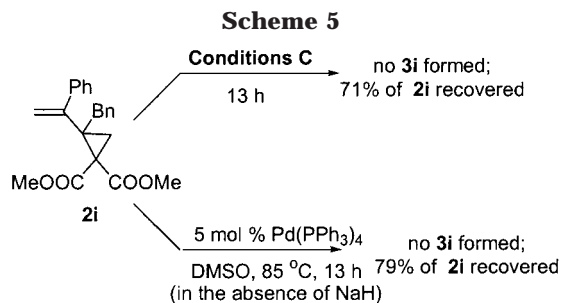 Scheme 5
Conditions C
13 h
no 3i formed;
71% of 2i recovered
Ph
Bn
MeOOC COOMe
2i
5 mol % Pd(PPh3)4
DMSO, 85 °C, 13 h
(in the absence of NaH)
no 3i formed;
79% of 2i recovered